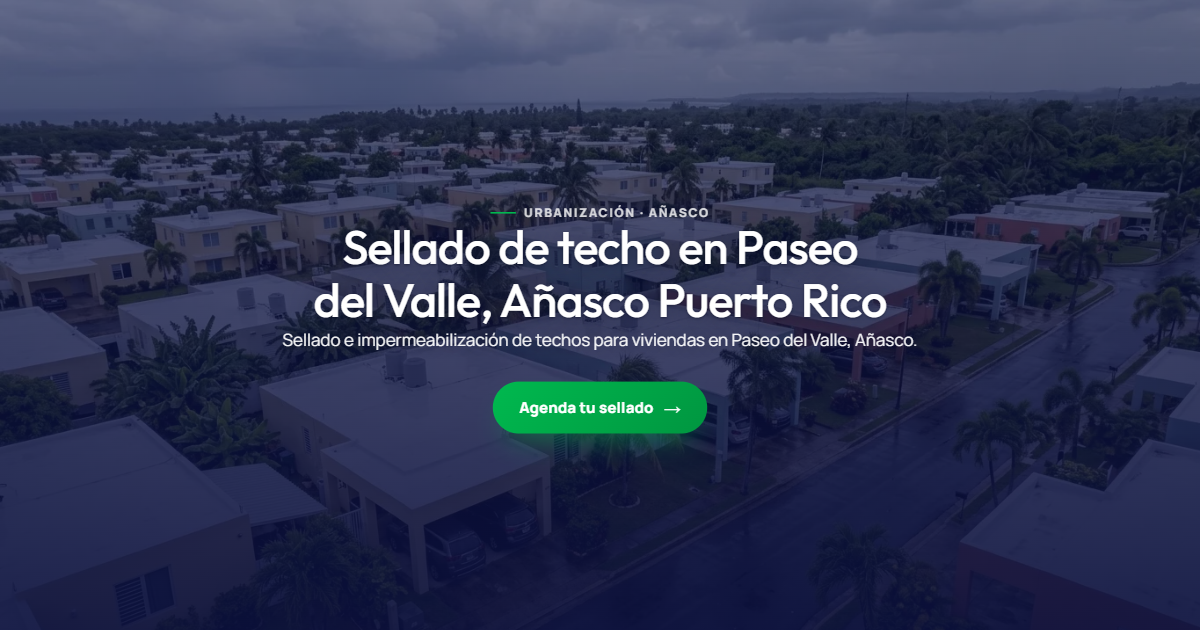 URBANIZACIÓN · AÑASCO
Sellado de techo en Paseo
del Valle, Añasco Puerto Rico
Sellado e impermeabilización de techos para viviendas en Paseo del Valle, Añasco.
Agenda tu sellado →